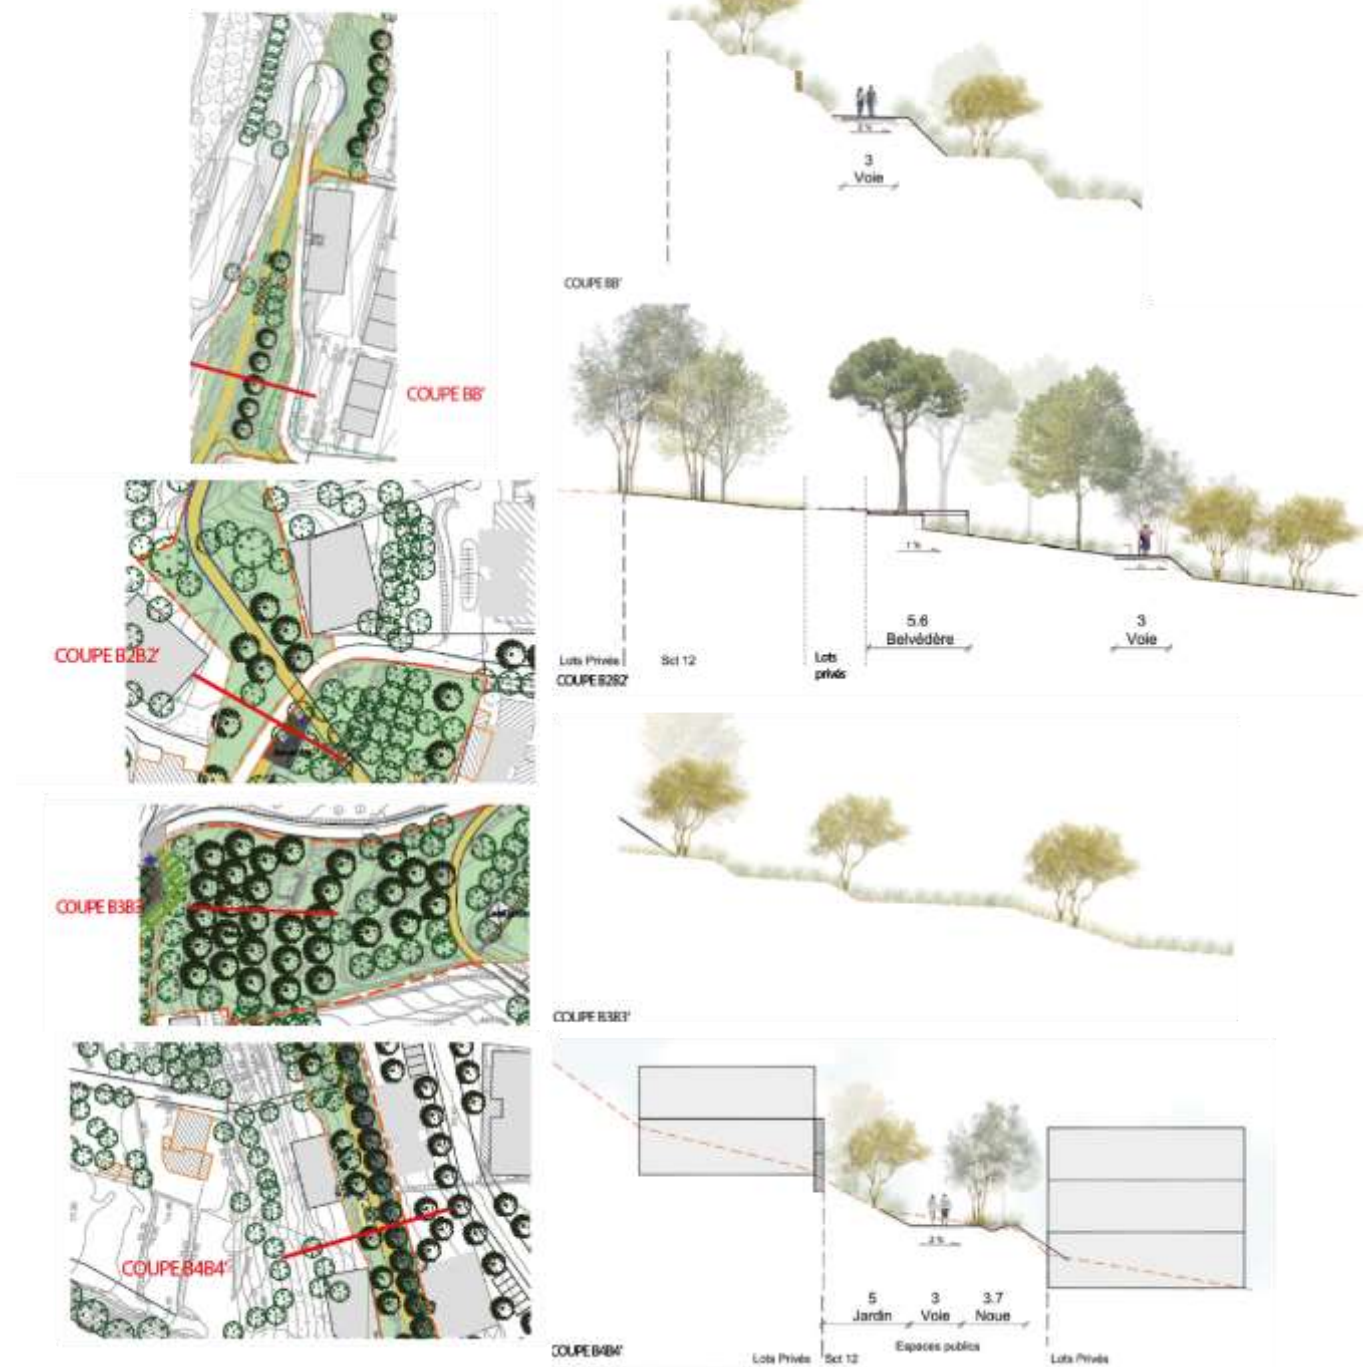 COUPE BB'
3
Voie
COUPE BB'
COUPE B2B2'
1 %
5.6
Belvédère
3
Voie
Lots Privés
Sct 12
Lots
privés
COUPE B2B2'
COUPE B3B3'
COUPE B3B3'
COUPE B4B4'
2 %
5
Jardin
3
Voie
3.7
Noue
Espaces publics
COUPE B4B4'
Lots Privés
Sct 12
Lots Privés